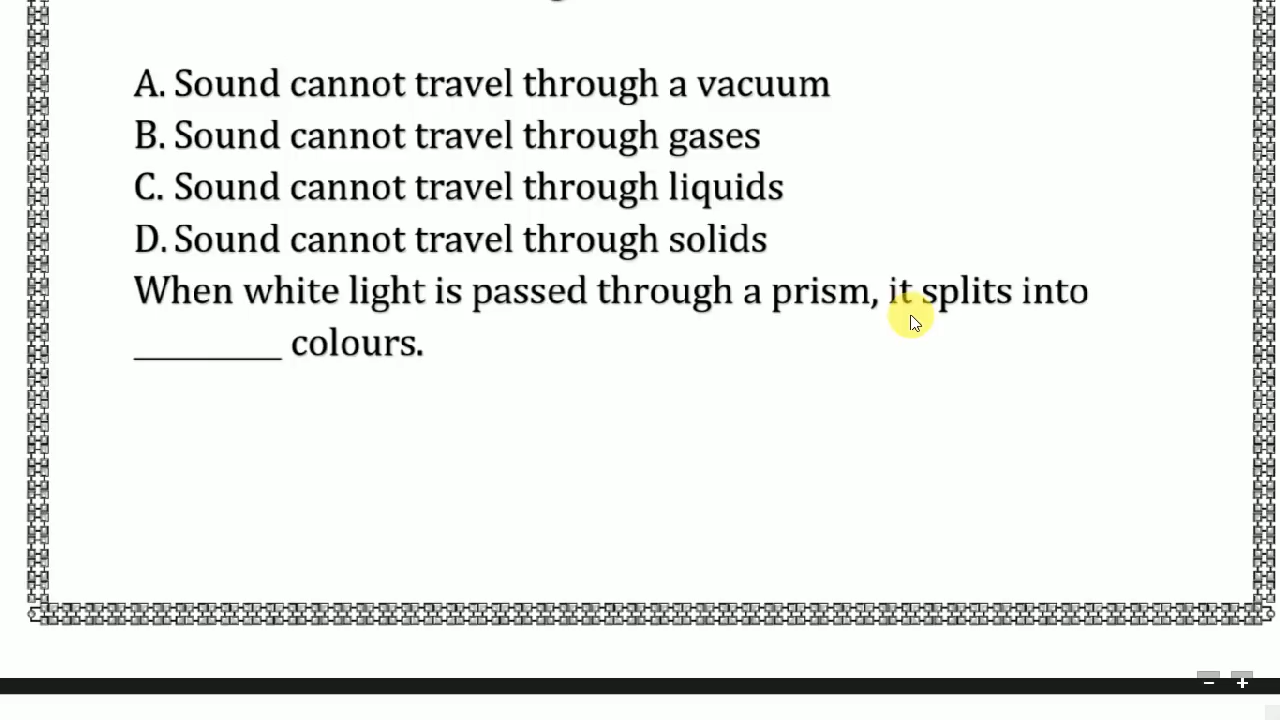 A. Sound cannot travel through a vacuum
B. Sound cannot travel through gases
C. Sound cannot travel through liquids
D. Sound cannot travel through solids
When white light is passed through a prism, it splits into
_________ colours.